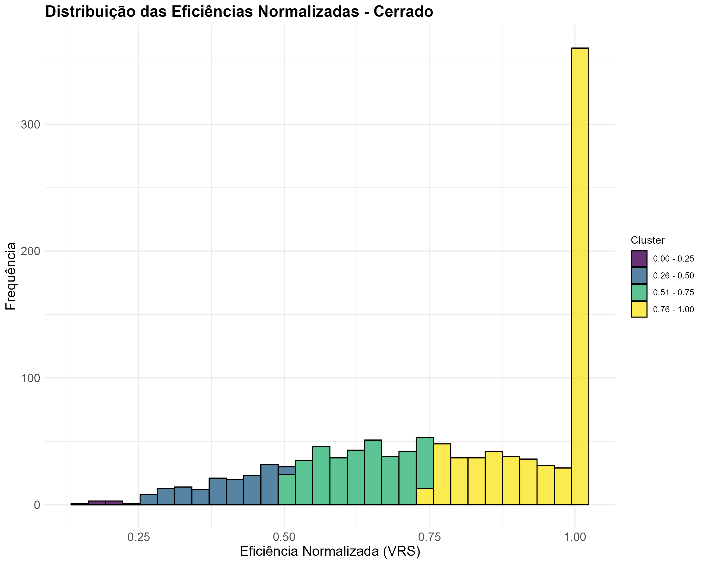 Distribuição das Eficiências Normalizadas - Cerrado
Frequência
300
200
100
0
0.25
0.50
0.75
1.00
Eficiência Normalizada (VRS)
Cluster
0.00 - 0.25
0.26 - 0.50
0.51 - 0.75
0.76 - 1.00